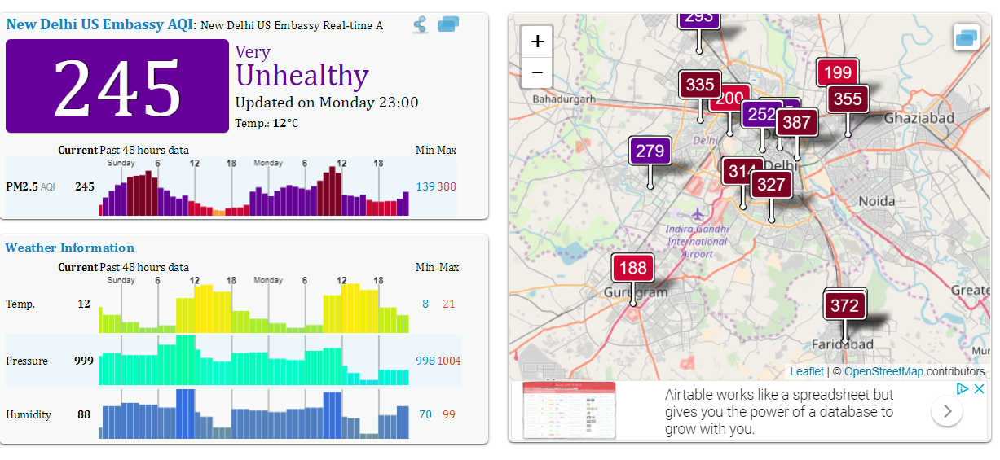 New Delhi US Embassy AQI: New Delhi US Embassy Real-time A
245
Very
Unhealthy
Updated on Monday 23:00
Temp.: 12°C
Current Past 48 hours data Min Max
Sunday 6 12 18 Monday 6 12 18
PM2.5 AQI 245 139 388
Weather Information
Current Past 48 hours data Min Max
Sunday 6 12 18 Monday 6 12 18
Temp. 12 8 21
Pressure 999 998 1004
Humidity 88 70 99
+
−
293
199
335
200
355
Bahadurgarh
252
387
Ghaziabad
Delhi
279
314
Delhi
327
Noida
Indira Gandhi
International
Airport
188
Gurugram
Greate
372
Faridabad
Mur
Leaflet | © OpenStreetMap contributors
Airtable works like a spreadsheet but
gives you the power of a database to
grow with you.